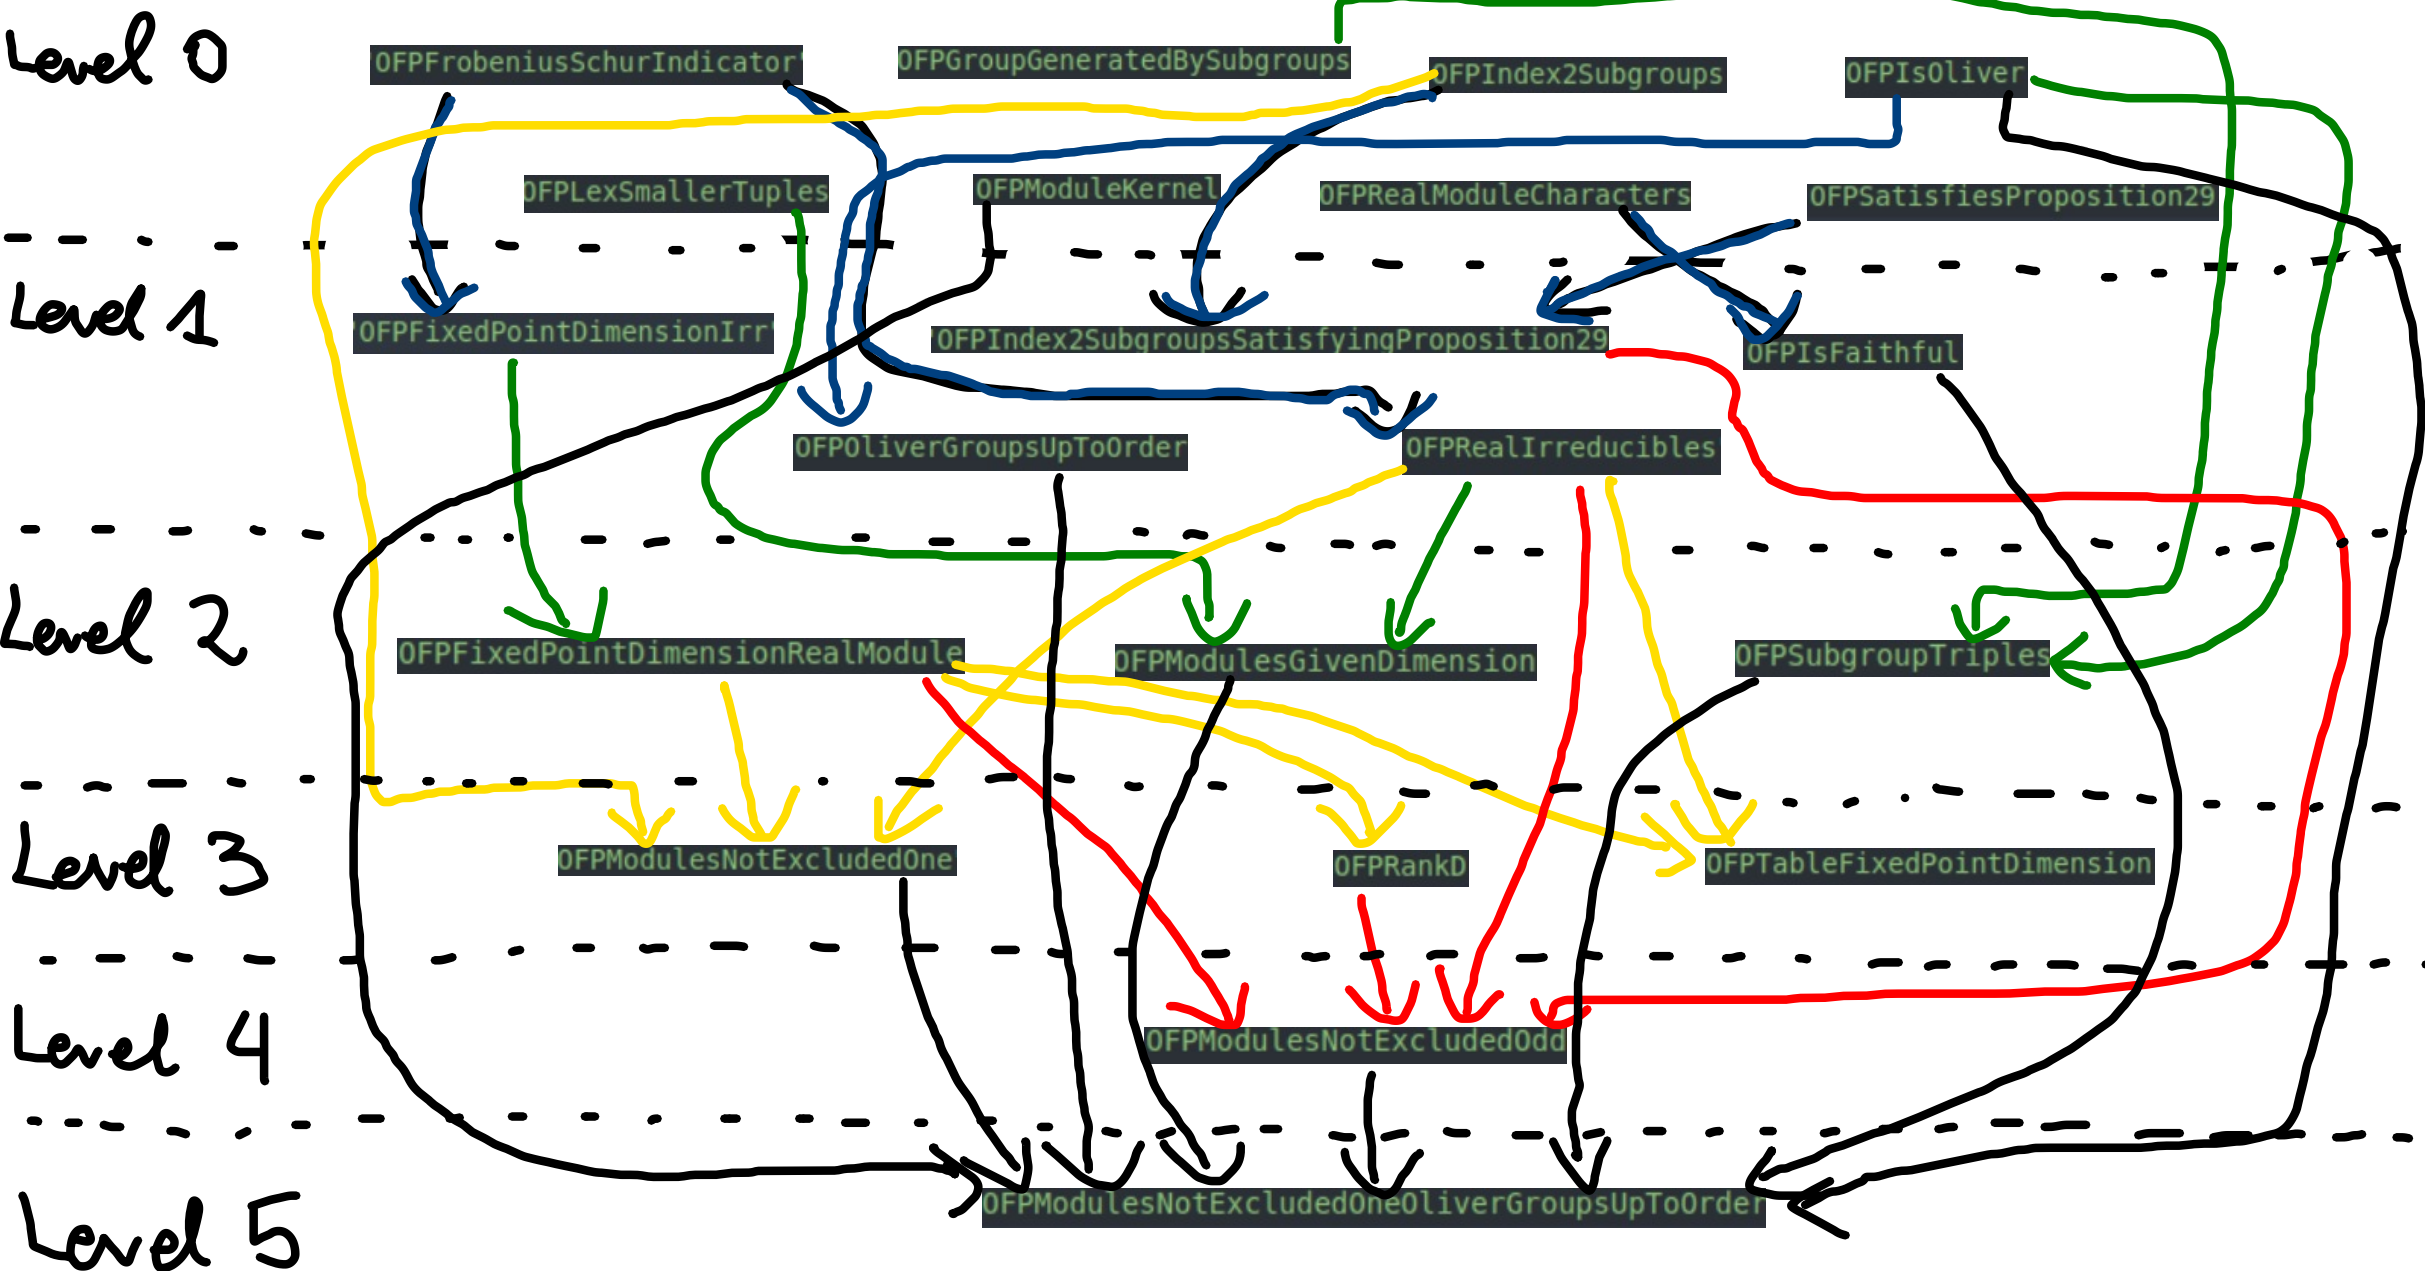 Level 0
'OFPFrobeniusSchurIndicator'
OFPGroupGeneratedBySubgroups
OFPIndex2Subgroups
OFPIsOliver
OFPLexSmallerTuples
OFPModuleKernel
OFPRealModuleCharacters
OFPSatisfiesProposition29
Level 1
'OFPFixedPointDimensionIrr'
'OFPIndex2SubgroupsSatisfyingProposition29
OFPIsFaithful
OFPOliverGroupsUpToOrder
OFPRealIrreducibles
Level 2
OFPFixedPointDimensionRealModule
OFPModulesGivenDimension
OFPSubgroupTriples
Level 3
OFPModulesNotExcludedOne
OFPRankD
OFPTableFixedPointDimension
Level 4
OFPModulesNotExcludedOdd
Level 5
OFPModulesNotExcludedOneOliverGroupsUpToOrder